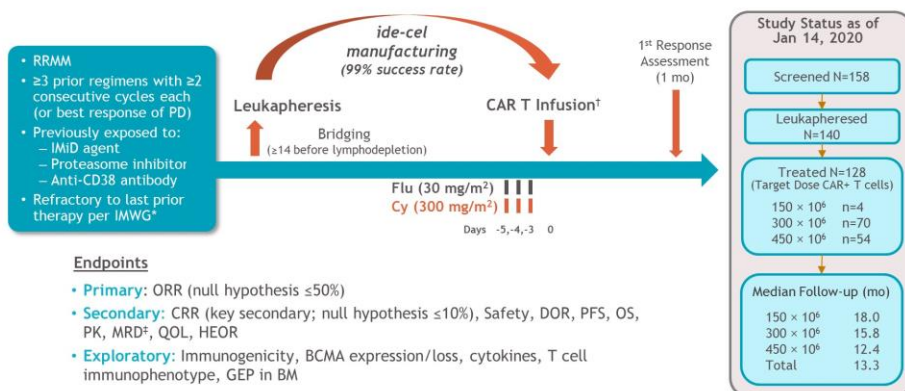 • RRMM
• ≥3 prior regimens with ≥2
consecutive cycles each
(or best response of PD)
• Previously exposed to:
– IMiD agent
– Proteasome inhibitor
– Anti-CD38 antibody
• Refractory to last prior
therapy per IMWG*
ide-cel
manufacturing
(99% success rate)
Leukapheresis
Bridging
(≥14 before lymphodepletion)
CAR T Infusion†
1st Response
Assessment
(1 mo)
Flu (30 mg/m²)
Cy (300 mg/m²)
Days -5,-4,-3 0
Endpoints
• Primary: ORR (null hypothesis ≤50%)
• Secondary: CRR (key secondary; null hypothesis ≤10%), Safety, DOR, PFS, OS,
PK, MRD‡, QOL, HEOR
• Exploratory: Immunogenicity, BCMA expression/loss, cytokines, T cell
immunophenotype, GEP in BM
Study Status as of
Jan 14, 2020
Screened N=158
Leukapheresed
N=140
Treated N=128
(Target Dose CAR+ T cells)
150 × 10⁶ n=4
300 × 10⁶ n=70
450 × 10⁶ n=54
Median Follow-up (mo)
150 × 10⁶ 18.0
300 × 10⁶ 15.8
450 × 10⁶ 12.4
Total 13.3